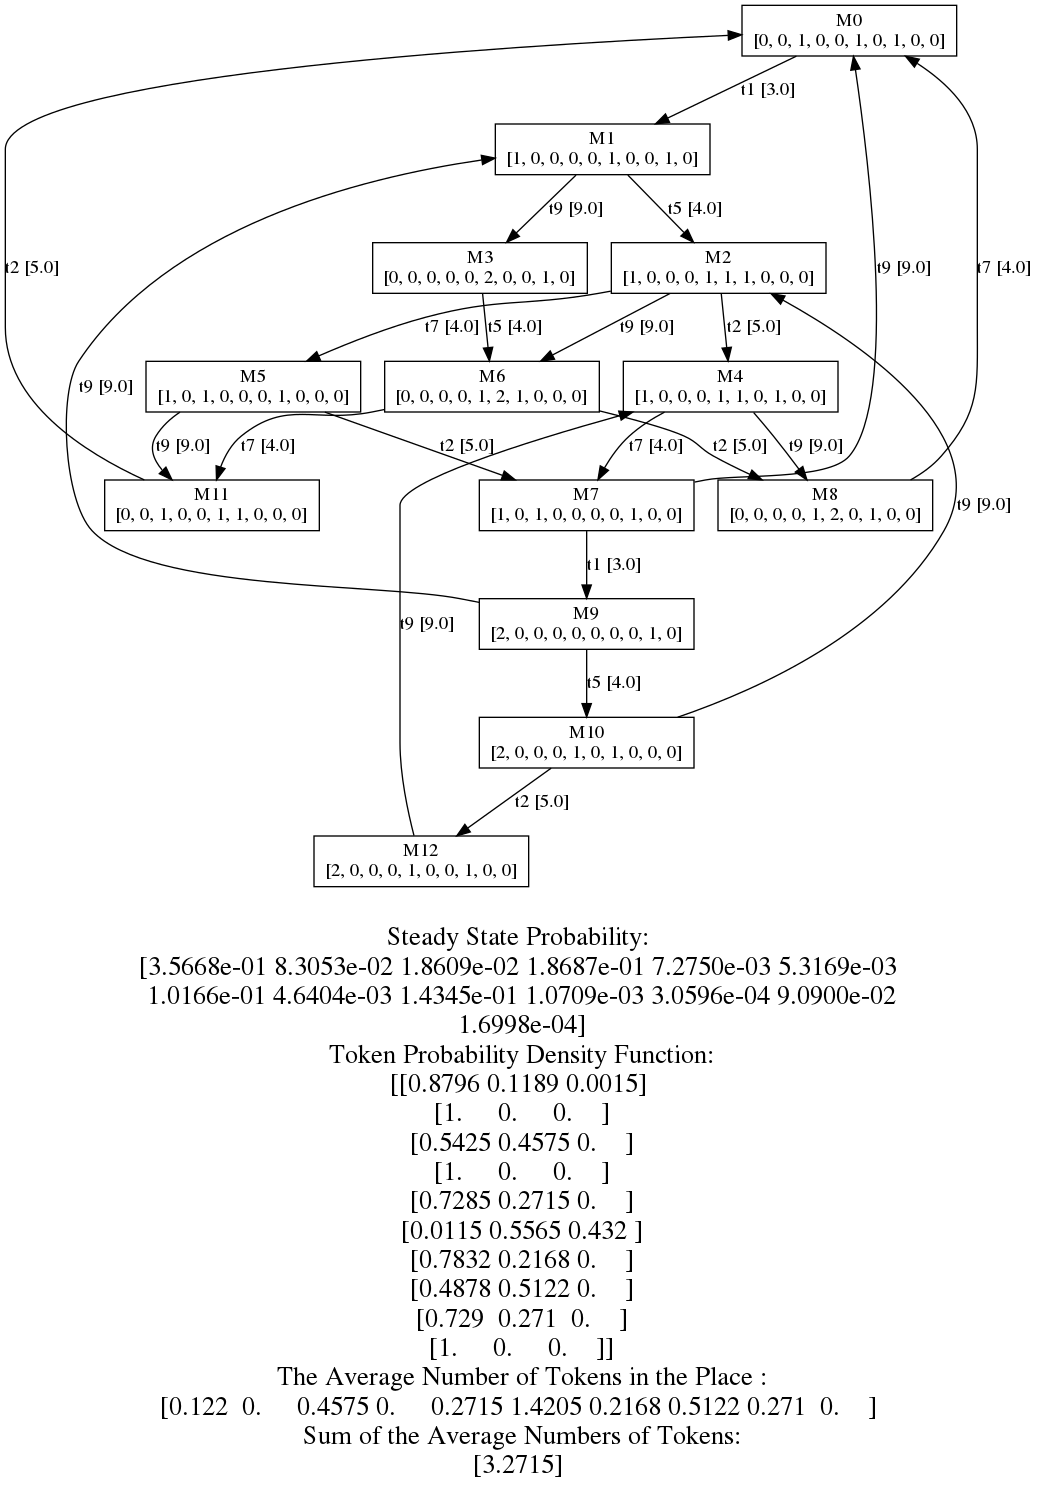 M0
[0, 0, 1, 0, 0, 1, 0, 1, 0, 0]
t1 [3.0]
M1
[1, 0, 0, 0, 0, 1, 0, 0, 1, 0]
t9 [9.0]
t5 [4.0]
M3
[0, 0, 0, 0, 0, 2, 0, 0, 1, 0]
M2
[1, 0, 0, 0, 1, 1, 1, 0, 0, 0]
t2 [5.0]
t9 [9.0]
t7 [4.0]
t7 [4.0]
t5 [4.0]
t9 [9.0]
t2 [5.0]
M5
[1, 0, 1, 0, 0, 0, 1, 0, 0, 0]
M6
[0, 0, 0, 0, 1, 2, 1, 0, 0, 0]
M4
[1, 0, 0, 0, 1, 1, 0, 1, 0, 0]
t9 [9.0]
t9 [9.0]
t7 [4.0]
t2 [5.0]
t7 [4.0]
t2 [5.0]
t9 [9.0]
M11
[0, 0, 1, 0, 0, 1, 1, 0, 0, 0]
M7
[1, 0, 1, 0, 0, 0, 0, 1, 0, 0]
M8
[0, 0, 0, 0, 1, 2, 0, 1, 0, 0]
t9 [9.0]
t1 [3.0]
M9
[2, 0, 0, 0, 0, 0, 0, 0, 1, 0]
t9 [9.0]
t5 [4.0]
M10
[2, 0, 0, 0, 1, 0, 1, 0, 0, 0]
t2 [5.0]
M12
[2, 0, 0, 0, 1, 0, 0, 1, 0, 0]
Steady State Probability:
[3.5668e-01 8.3053e-02 1.8609e-02 1.8687e-01 7.2750e-03 5.3169e-03
1.0166e-01 4.6404e-03 1.4345e-01 1.0709e-03 3.0596e-04 9.0900e-02
1.6998e-04]
Token Probability Density Function:
[[0.8796 0.1189 0.0015]
[1. 0. 0. ]
[0.5425 0.4575 0. ]
[1. 0. 0. ]
[0.7285 0.2715 0. ]
[0.0115 0.5565 0.432 ]
[0.7832 0.2168 0. ]
[0.4878 0.5122 0. ]
[0.729 0.271 0. ]
[1. 0. 0. ]]
The Average Number of Tokens in the Place :
[0.122 0. 0.4575 0. 0.2715 1.4205 0.2168 0.5122 0.271 0. ]
Sum of the Average Numbers of Tokens:
[3.2715]